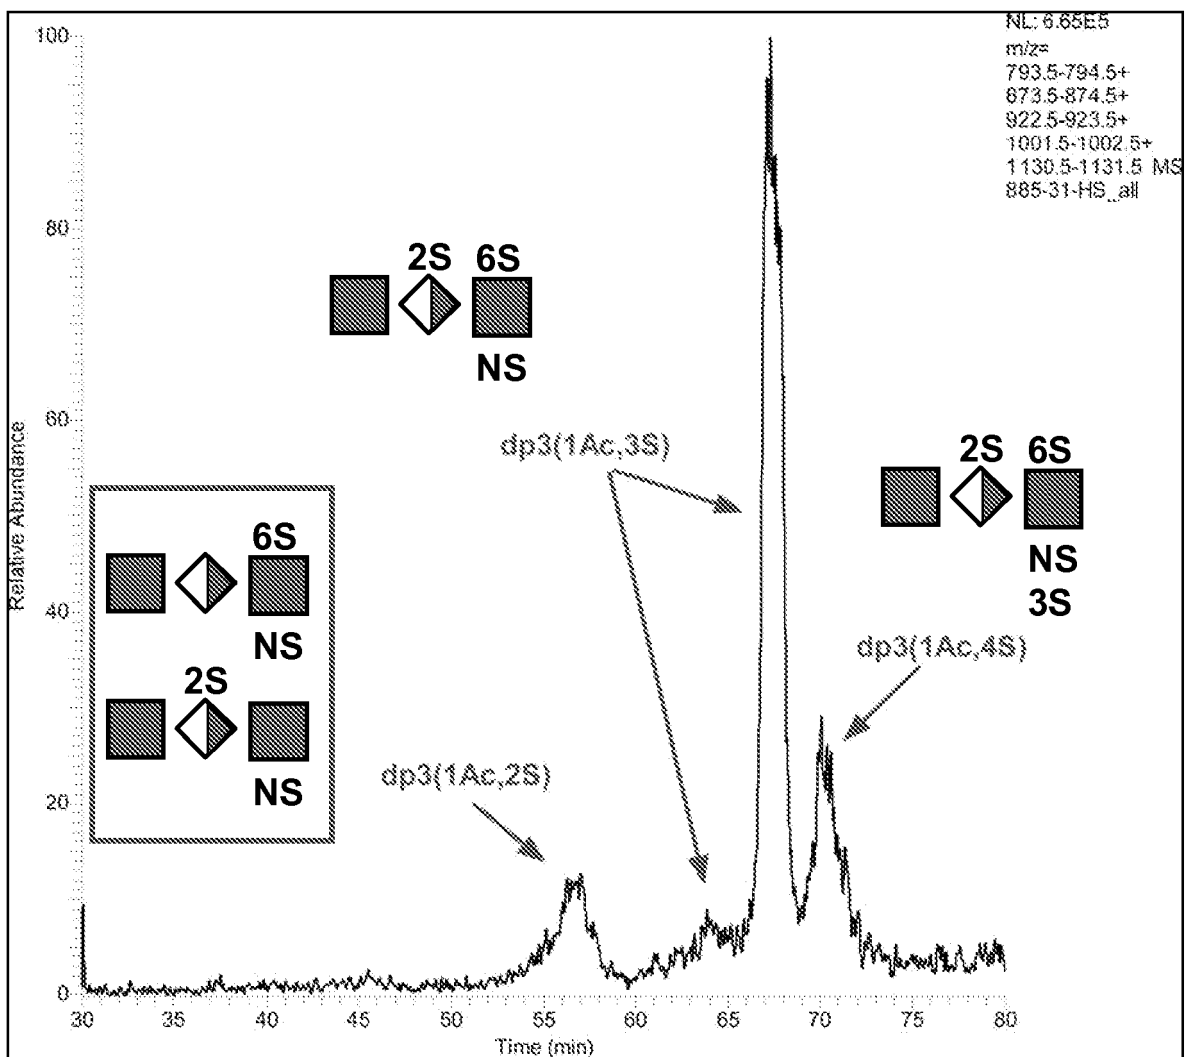 NL: 6.65E5
m/z=
793.5-794.5+
873.5-874.5+
922.5-923.5+
1001.5-1002.5+
1130.5-1131.5 MS
885-31-HS_all
100
80
60
40
20
0
Relative Abundance
2S 6S
NS
dp3(1Ac,3S)
2S 6S
NS
3S
6S
NS
2S
NS
dp3(1Ac,4S)
dp3(1Ac,2S)
30 35 40 45 50 55 60 65 70 75 80
Time (min)